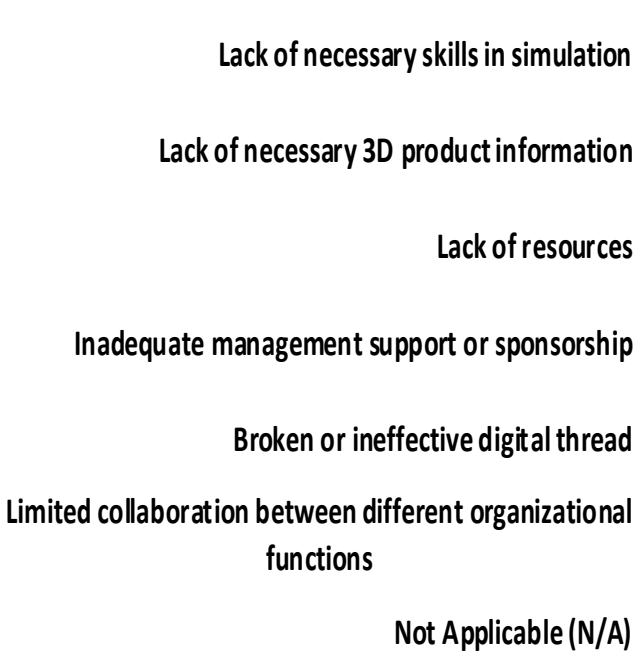 Lack of necessary skills in simulation
Lack of necessary 3D product information
Lack of resources
Inadequate management support or sponsorship
Broken or ineffective digital thread
Limited collaboration between different organizational
functions
Not Applicable (N/A)